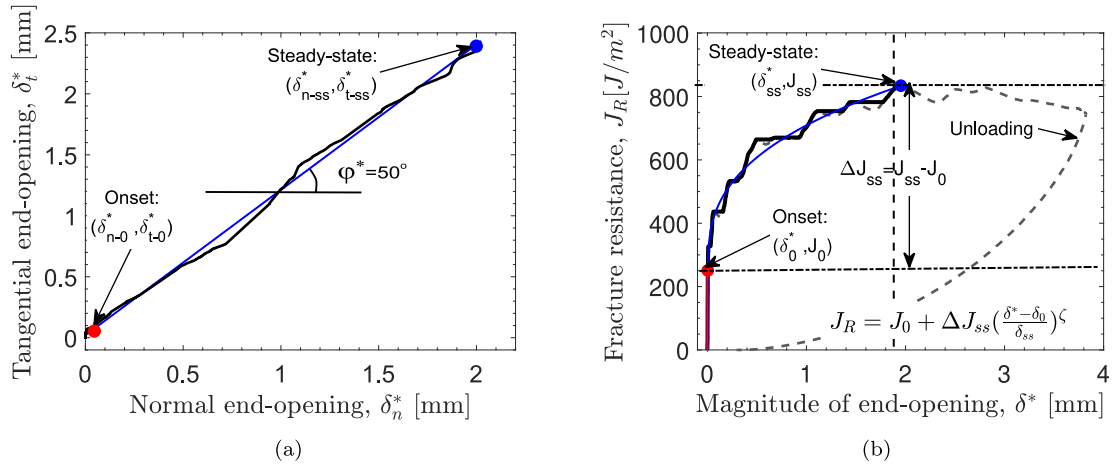 Tangential end-opening, δ*t [mm]
2.5
2
1.5
1
0.5
0
Steady-state:
(δ*n-ss,δ*t-ss)
φ*=50°
Onset:
(δ*n-0,δ*t-0)
0 0.5 1 1.5 2
Normal end-opening, δ*n [mm]
(a)
Fracture resistance, JR[J/m2]
1000
800
600
400
200
0
Steady-state:
(δ*ss,Jss)
Unloading
ΔJss=Jss-J0
Onset:
(δ*0,J0)
JR = J0 + ΔJss(δ*−δ0/δss)ζ
0 1 2 3 4
Magnitude of end-opening, δ* [mm]
(b)